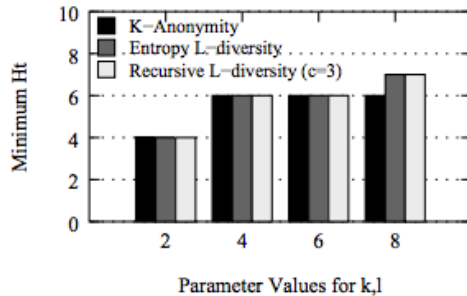 10
8
6
4
2
0
Minimum Ht
K−Anonymity
Entropy L−diversity
Recursive L−diversity (c=3)
2 4 6 8
Parameter Values for k,l